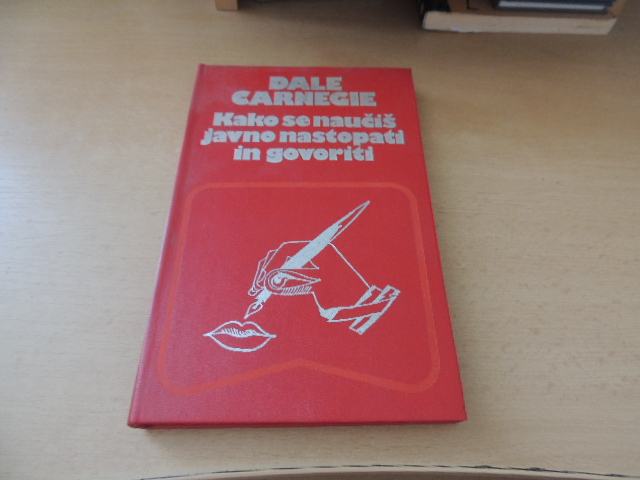 DALE
CARNEGIE
Kako se naučiš
javno nastopati
in govoriti